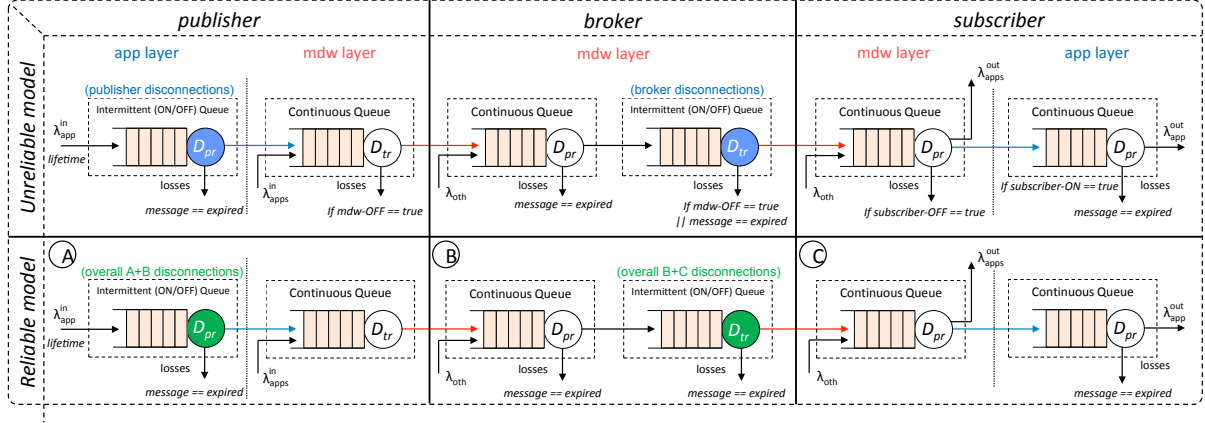 publisher
broker
subscriber
Unreliable model
app layer
mdw layer
mdw layer
mdw layer
app layer
(publisher disconnections)
Intermittent (ON/OFF) Queue
Continuous Queue
Continuous Queue
(broker disconnections)
Intermittent (ON/OFF) Queue
Continuous Queue
Continuous Queue
λ_app^in
lifetime
D_pr
losses
message == expired
λ_apps^in
D_tr
losses
If mdw-OFF == true
λ_oth
D_pr
losses
message == expired
D_tr
losses
If mdw-OFF == true
|| message == expired
λ_oth
D_pr
λ_apps^out
losses
If subscriber-OFF == true
If subscriber-ON == true
D_pr
λ_app^out
losses
message == expired
Reliable model
A
(overall A+B disconnections)
Intermittent (ON/OFF) Queue
Continuous Queue
B
Continuous Queue
(overall B+C disconnections)
Intermittent (ON/OFF) Queue
C
Continuous Queue
Continuous Queue
λ_app^in
lifetime
D_pr
losses
message == expired
λ_apps^in
D_tr
λ_oth
D_pr
losses
message == expired
D_tr
losses
message == expired
λ_oth
D_pr
λ_apps^out
D_pr
λ_app^out
losses
message == expired